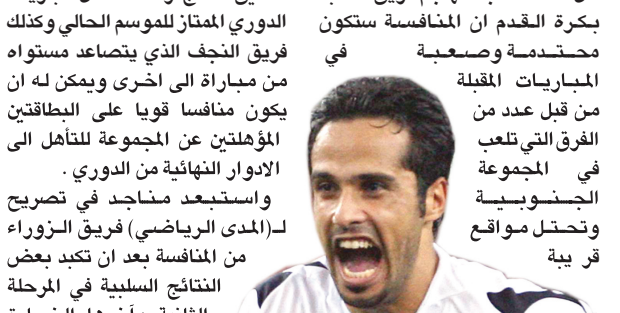 بكرة القدم ان المنافسة ستكون
محتدمة وصعبة في
المباريات المقبلة
من قبل عدد من
الفرق التي تلعب
في المجموعة
الجنوبية
وتحتل مواقع
قريبة
الدوري الممتاز للموسم الحالي وكذلك
فريق النجف الذي يتصاعد مستواه
من مباراة الى اخرى ويمكن له ان
يكون منافسا قويا على البطاقتين
المؤهلتين عن المجموعة للتأهل الى
الادوار النهائية من الدوري .
واستبعد مناجد في تصريح
لـ(المدى الرياضي) فريق الزوراء
من المنافسة بعد ان تكبد بعض
النتائج السلبية في المرحلة